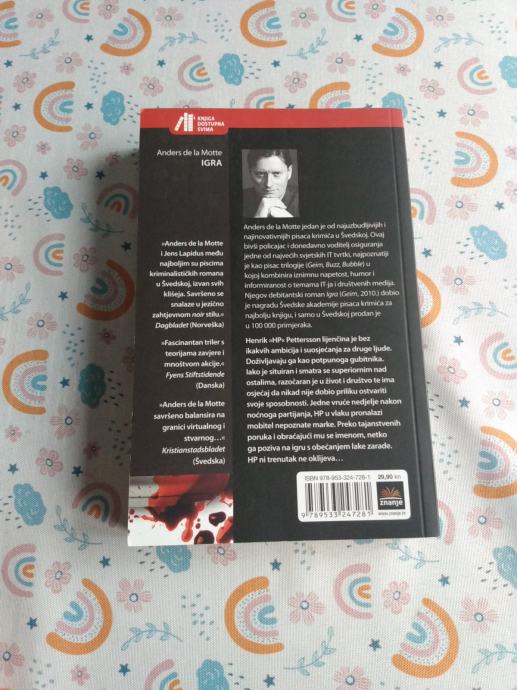 KNJIGA
DOSTUPNA
SVIMA
Anders de la Motte
IGRA
»Anders de la Motte
i Jens Lapidus među
najboljim su piscima
kriminalističkih romana
u Švedskoj, izvan svih
klišeja. Savršeno se
snalaze u jezično
zahtjevnom noir stilu.«
Dagbladet (Norveška)
»Fascinantan triler s
teorijama zavjere i
mnoštvom akcije.«
Fyens Stiftstidende
(Danska)
»Anders de la Motte
savršeno balansira na
granici virtualnog i
stvarnog...«
Kristianstadsbladet
(Švedska)
Anders de la Motte jedan je od najuzbudljivijih i
najinovativnijih pisaca krimića u Švedskoj. Ovaj
bivši policajac i donedavno voditelj osiguranja
jedne od najvećih svjetskih IT tvrtki, najpoznatiji
je kao pisac trilogije (Geim, Buzz, Bubble) u
kojoj kombinira iznimnu napetost, humor i
informiranost o temama IT-ja i društvenih medija.
Njegov debitantski roman Igra (Geim, 2010.) dobio
je nagradu Švedske akademije pisaca krimića za
najbolju knjigu, i samo u Švedskoj prodan je
u 100 000 primjeraka.
Henrik »HP« Pettersson lijenčina je bez
ikakvih ambicija i suosjećanja za druge ljude.
Doživljavaju ga kao potpunoga gubitnika.
Iako je situiran i smatra se superiornim nad
ostalima, razočaran je u život i društvo te ima
osjećaj da nikad nije dobio priliku ostvariti
svoje sposobnosti. Jedne vruće nedjelje nakon
noćnoga partijanja, HP u vlaku pronalazi
mobitel nepoznate marke. Preko tajanstvenih
poruka i obraćajući mu se imenom, netko
ga poziva na igru s obećanjem lake zarade.
HP ni trenutak ne oklijeva...
ISBN 978-953-324-728-1
29,90 kn
9 789533 247281
znanje
www.znanje.hr